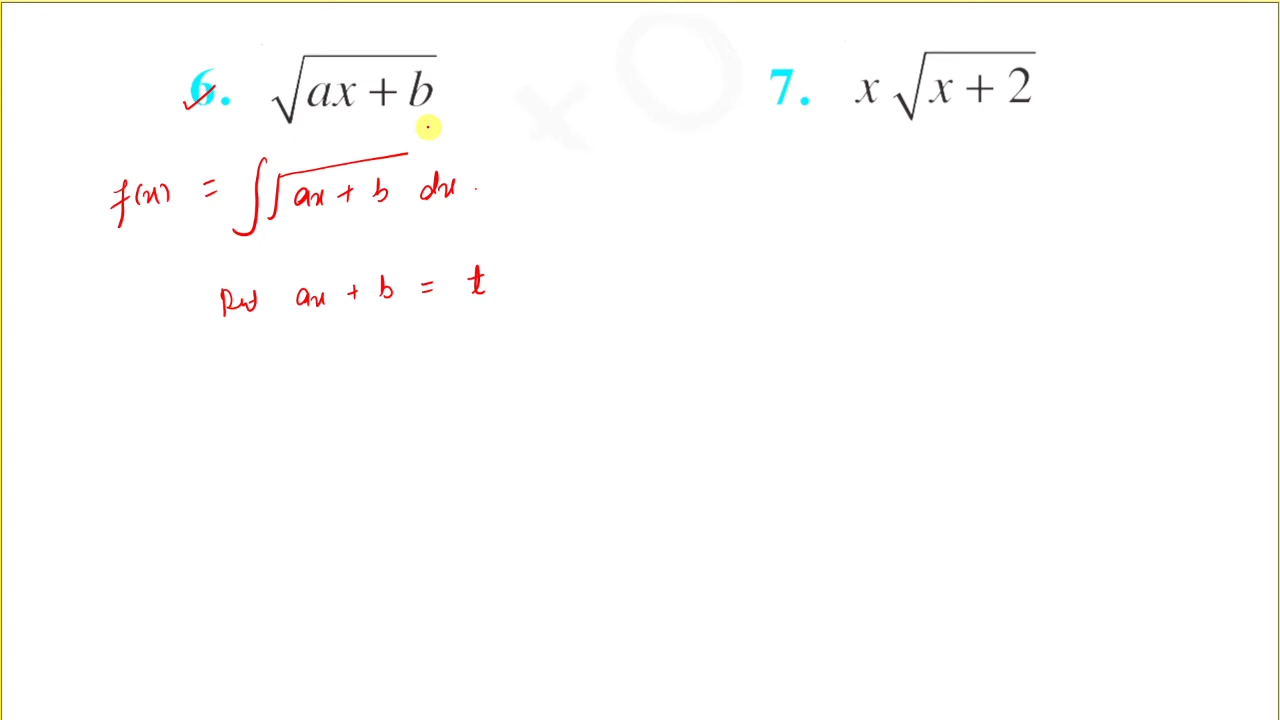 6. √(ax + b)
7. x √(x + 2)
f(x) = ∫√(ax + b) dx.
Put ax + b = t